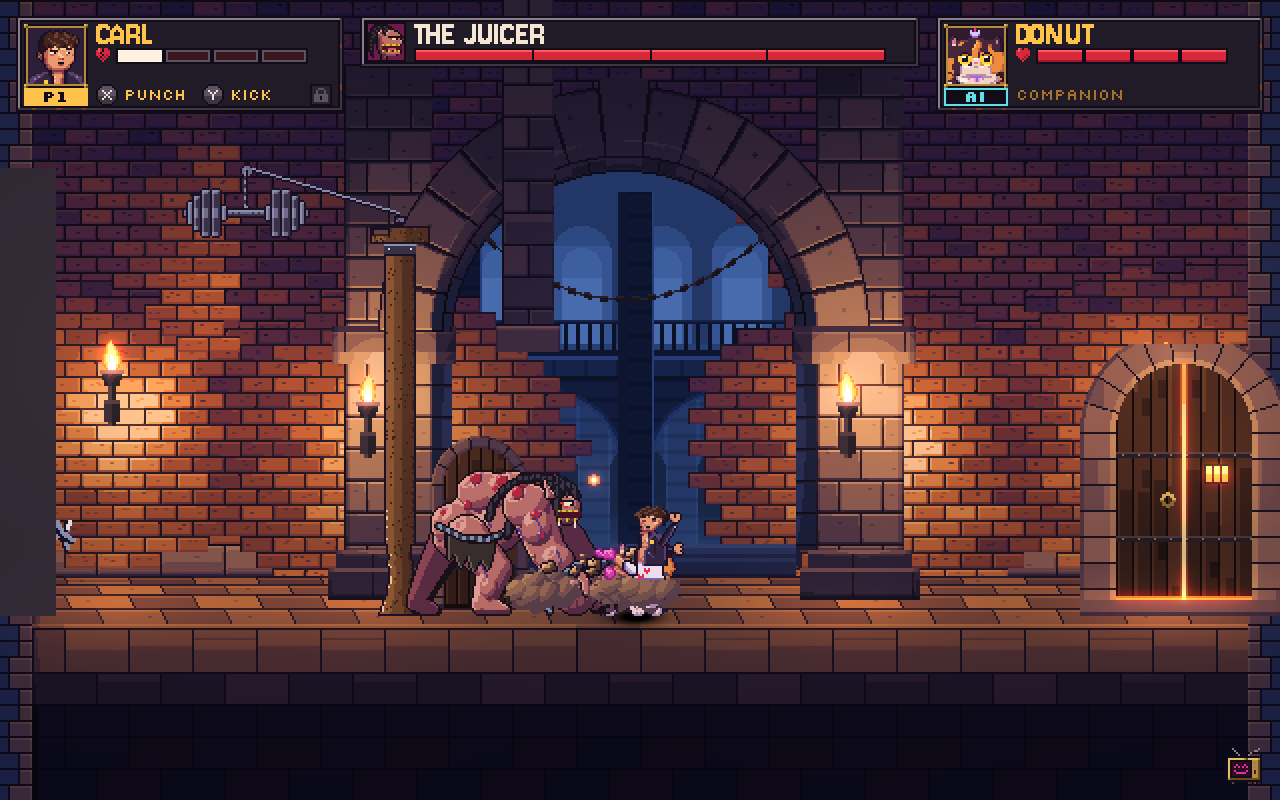 CARL
P1
X PUNCH Y KICK
THE JUICER
DONUT
AI
COMPANION